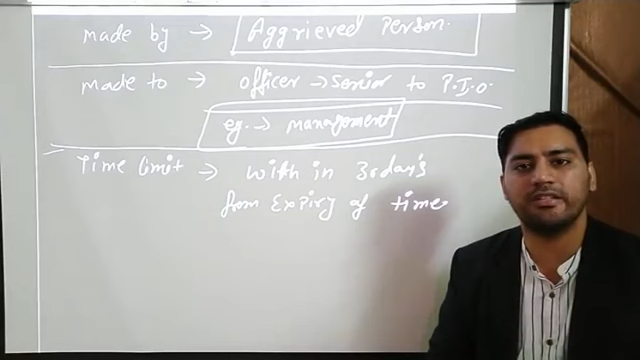 made by → Aggrieved Person.
made to → officer → Senior to P.I.O.
eg. → management
Time limit → with in 30 day's
from Expiry of time